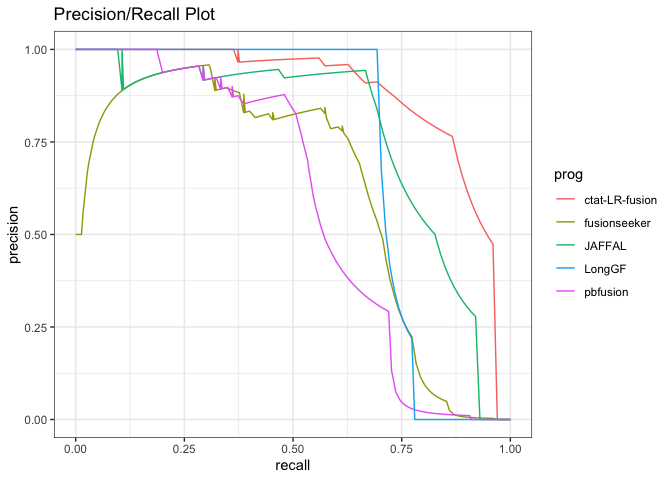 Precision/Recall Plot
precision
1.00
0.75
0.50
0.25
0.00
0.00
0.25
0.50
0.75
1.00
recall
prog
ctat-LR-fusion
fusionseeker
JAFFAL
LongGF
pbfusion